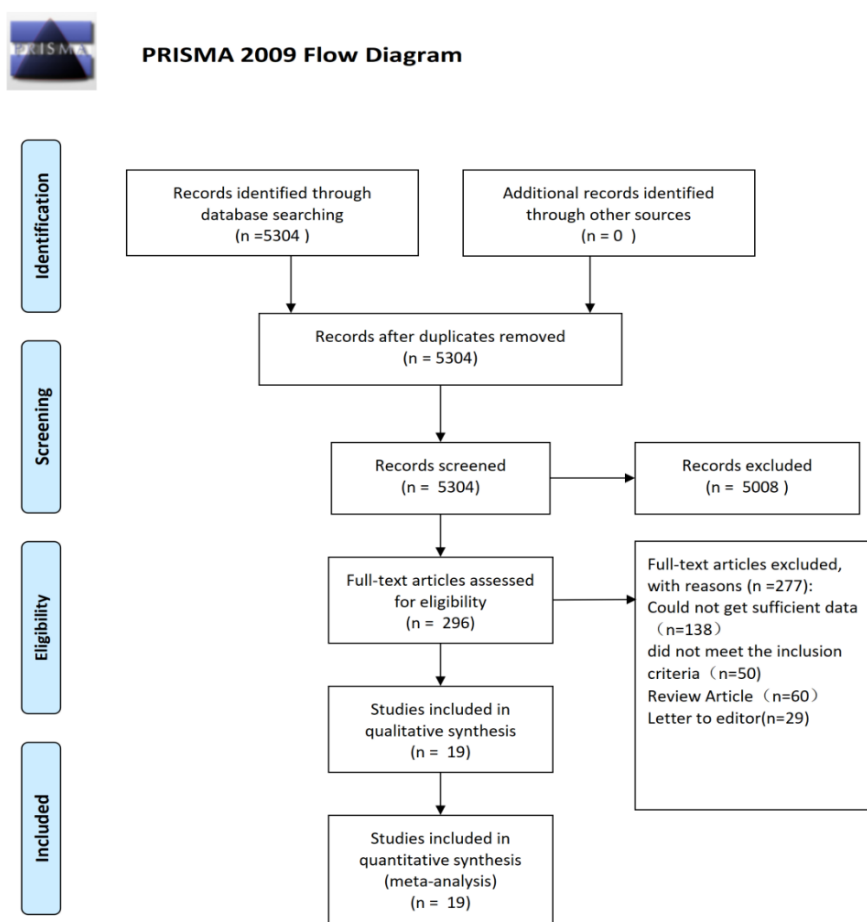 PRISMA
PRISMA 2009 Flow Diagram
Identification
Records identified through
database searching
(n =5304 )
Additional records identified
through other sources
(n = 0 )
Records after duplicates removed
(n = 5304)
Screening
Records screened
(n = 5304)
Records excluded
(n = 5008 )
Eligibility
Full-text articles assessed
for eligibility
(n = 296)
Full-text articles excluded,
with reasons (n =277):
Could not get sufficient data
（n=138）
did not meet the inclusion
criteria（n=50)
Review Article（n=60）
Letter to editor(n=29)
Studies included in
qualitative synthesis
(n = 19)
Included
Studies included in
quantitative synthesis
(meta-analysis)
(n = 19)